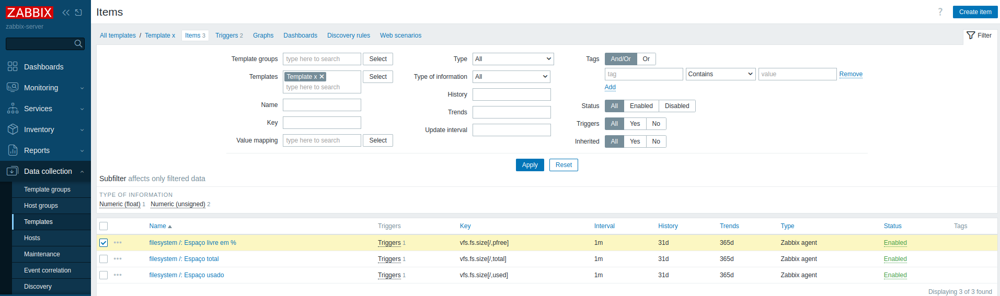 ZABBIX
zabbix-server
Dashboards
Monitoring
Services
Inventory
Reports
Data collection
Template groups
Host groups
Templates
Hosts
Maintenance
Event correlation
Discovery
Items
? Create item
All templates / Template x Items 3 Triggers 2 Graphs Dashboards Discovery rules Web scenarios Filter
Template groups type here to search Select
Templates Template x Select
type here to search
Name
Key
Value mapping type here to search Select
Type All
Type of information All
History
Trends
Update interval
Tags And/Or Or
tag Contains value Remove
Add
Status All Enabled Disabled
Triggers All Yes No
Inherited All Yes No
Apply Reset
Subfilter affects only filtered data
TYPE OF INFORMATION
Numeric (float) 1 Numeric (unsigned) 2
Name Triggers Key Interval History Trends Type Status Tags
filesystem /: Espaço livre em % Triggers 1 vfs.fs.size[/,pfree] 1m 31d 365d Zabbix agent Enabled
filesystem /: Espaço total Triggers 1 vfs.fs.size[/,total] 1m 31d 365d Zabbix agent Enabled
filesystem /: Espaço usado Triggers 1 vfs.fs.size[/,used] 1m 31d 365d Zabbix agent Enabled
Displaying 3 of 3 found